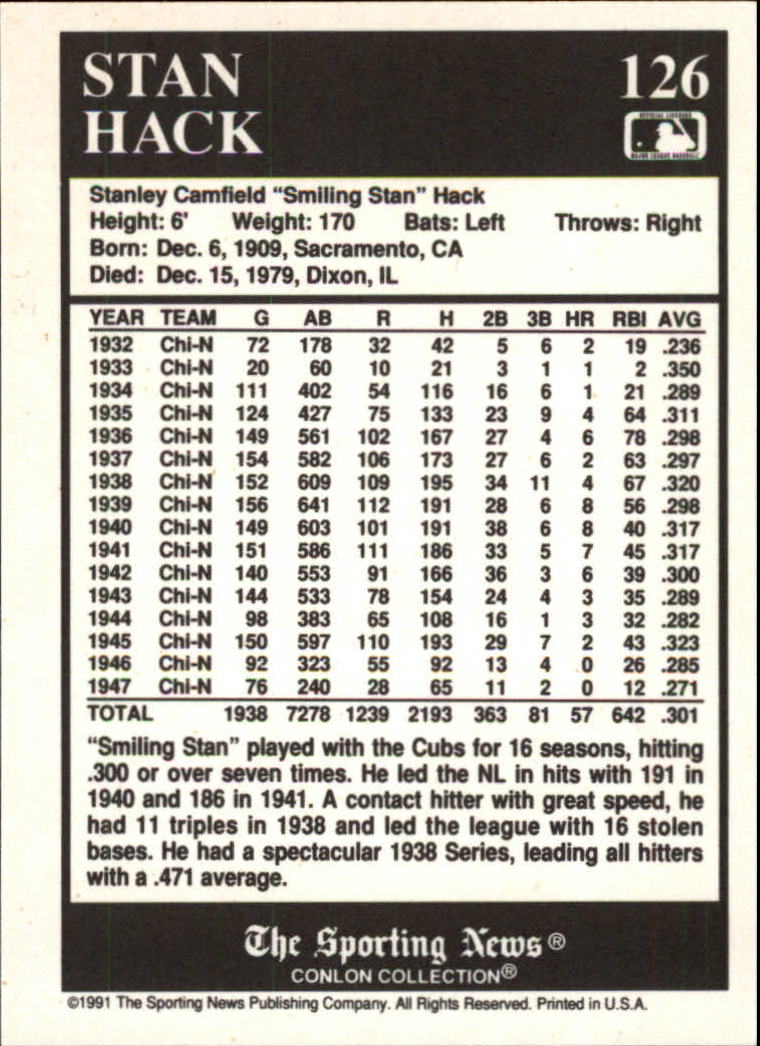 STAN 126
HACK
OFFICIAL LICENSEE
MAJOR LEAGUE BASEBALL
Stanley Camfield “Smiling Stan” Hack
Height: 6' Weight: 170 Bats: Left Throws: Right
Born: Dec. 6, 1909, Sacramento, CA
Died: Dec. 15, 1979, Dixon, IL
YEAR TEAM G AB R H 2B 3B HR RBI AVG
1932 Chi-N 72 178 32 42 5 6 2 19 .236
1933 Chi-N 20 60 10 21 3 1 1 2 .350
1934 Chi-N 111 402 54 116 16 6 1 21 .289
1935 Chi-N 124 427 75 133 23 9 4 64 .311
1936 Chi-N 149 561 102 167 27 4 6 78 .298
1937 Chi-N 154 582 106 173 27 6 2 63 .297
1938 Chi-N 152 609 109 195 34 11 4 67 .320
1939 Chi-N 156 641 112 191 28 6 8 56 .298
1940 Chi-N 149 603 101 191 38 6 8 40 .317
1941 Chi-N 151 586 111 186 33 5 7 45 .317
1942 Chi-N 140 553 91 166 36 3 6 39 .300
1943 Chi-N 144 533 78 154 24 4 3 35 .289
1944 Chi-N 98 383 65 108 16 1 3 32 .282
1945 Chi-N 150 597 110 193 29 7 2 43 .323
1946 Chi-N 92 323 55 92 13 4 0 26 .285
1947 Chi-N 76 240 28 65 11 2 0 12 .271
TOTAL 1938 7278 1239 2193 363 81 57 642 .301
“Smiling Stan” played with the Cubs for 16 seasons, hitting
.300 or over seven times. He led the NL in hits with 191 in
1940 and 186 in 1941. A contact hitter with great speed, he
had 11 triples in 1938 and led the league with 16 stolen
bases. He had a spectacular 1938 Series, leading all hitters
with a .471 average.
The Sporting News®
CONLON COLLECTION®
©1991 The Sporting News Publishing Company. All Rights Reserved. Printed in U.S.A.